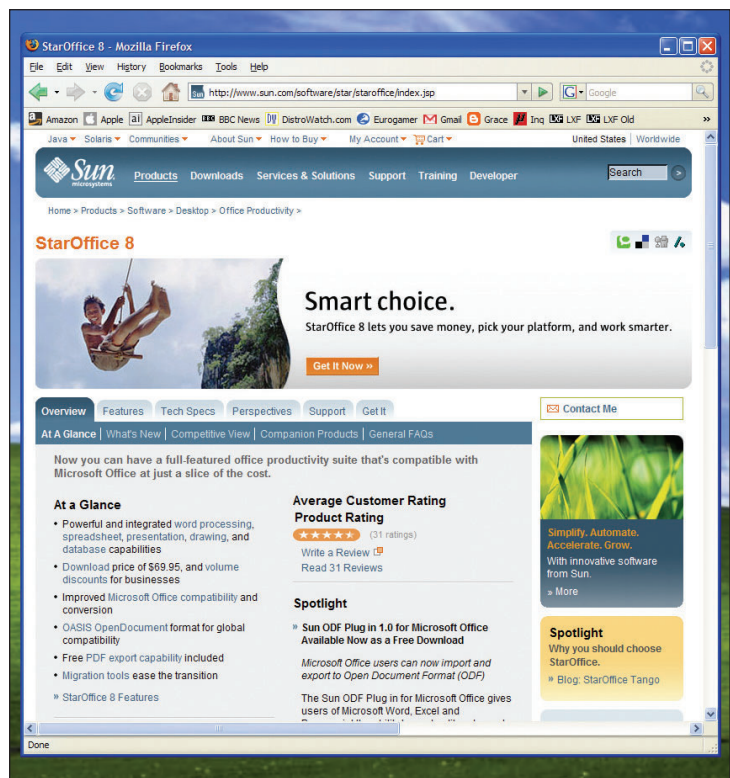 StarOffice 8 - Mozilla Firefox
File Edit View History Bookmarks Tools Help
Sun http://www.sun.com/software/star/staroffice/index.jsp G Google
Amazon Apple AppleInsider BBC News DistroWatch.com Eurogamer Gmail Grace Inq LXF LXF Old »
Java Solaris Communities About Sun How to Buy My Account Cart United States Worldwide
Sun microsystems Products Downloads Services & Solutions Support Training Developer Search
Home > Products > Software > Desktop > Office Productivity >
StarOffice 8
Smart choice.
StarOffice 8 lets you save money, pick your platform, and work smarter.
Get It Now »
Overview Features Tech Specs Perspectives Support Get It
At A Glance | What's New | Competitive View | Companion Products | General FAQs
Now you can have a full-featured office productivity suite that's compatible with
Microsoft Office at just a slice of the cost.
At a Glance
• Powerful and integrated word processing,
spreadsheet, presentation, drawing, and
database capabilities
• Download price of $69.95, and volume
discounts for businesses
• Improved Microsoft Office compatibility and
conversion
• OASIS OpenDocument format for global
compatibility
• Free PDF export capability included
• Migration tools ease the transition
» StarOffice 8 Features
Average Customer Rating
Product Rating
(31 ratings)
Write a Review
Read 31 Reviews
Spotlight
» Sun ODF Plug in 1.0 for Microsoft Office
Available Now as a Free Download
Microsoft Office users can now import and
export to Open Document Format (ODF)
The Sun ODF Plug in for Microsoft Office gives
users of Microsoft Word, Excel and
Contact Me
Simplify. Automate.
Accelerate. Grow.
With innovative software
from Sun.
» More
Spotlight
Why you should choose
StarOffice.
» Blog: StarOffice Tango
Done